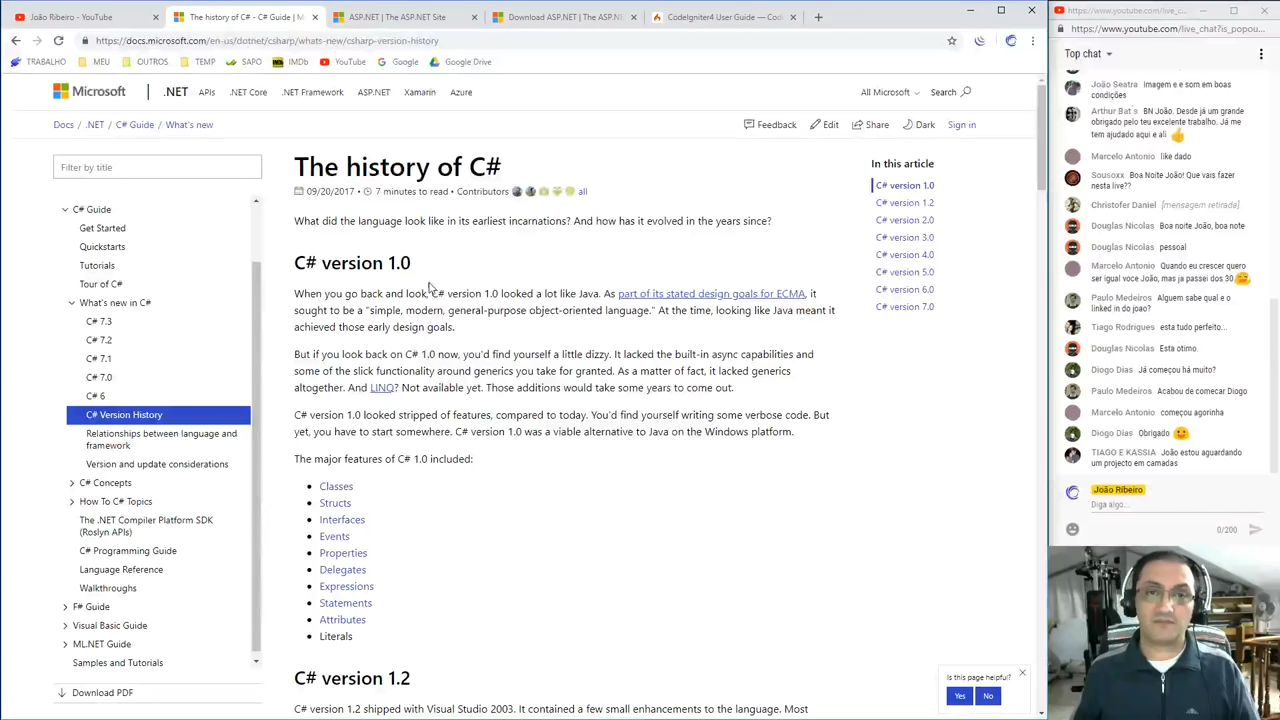 João Ribeiro - YouTube
The history of C# - C# Guide | M
ASP.NET | The ASP.NET Site
Download ASP.NET | The ASP.NE
CodeIgniter4 User Guide — Cod
https://docs.microsoft.com/en-us/dotnet/csharp/whats-new/csharp-version-history
TRABALHO MEU OUTROS TEMP SAPO IMDb YouTube Google Google Drive
Microsoft .NET APIs .NET Core .NET Framework ASP.NET Xamarin Azure All Microsoft Search
Docs / .NET / C# Guide / What's new
Feedback Edit Share Dark Sign in
Filter by title
C# Guide
Get Started
Quickstarts
Tutorials
Tour of C#
What's new in C#
C# 7.3
C# 7.2
C# 7.1
C# 7.0
C# 6
C# Version History
Relationships between language and
framework
Version and update considerations
C# Concepts
How To C# Topics
The .NET Compiler Platform SDK
(Roslyn APIs)
C# Programming Guide
Language Reference
Walkthroughs
F# Guide
Visual Basic Guide
ML.NET Guide
Samples and Tutorials
Download PDF
The history of C#
09/20/2017 • 7 minutes to read • Contributors all
What did the language look like in its earliest incarnations? And how has it evolved in the years since?
C# version 1.0
When you go back and look, C# version 1.0 looked a lot like Java. As part of its stated design goals for ECMA, it
sought to be a "simple, modern, general-purpose object-oriented language." At the time, looking like Java meant it
achieved those early design goals.
But if you look back on C# 1.0 now, you'd find yourself a little dizzy. It lacked the built-in async capabilities and
some of the slick functionality around generics you take for granted. As a matter of fact, it lacked generics
altogether. And LINQ? Not available yet. Those additions would take some years to come out.
C# version 1.0 looked stripped of features, compared to today. You'd find yourself writing some verbose code. But
yet, you have to start somewhere. C# version 1.0 was a viable alternative to Java on the Windows platform.
The major features of C# 1.0 included:
• Classes
• Structs
• Interfaces
• Events
• Properties
• Delegates
• Expressions
• Statements
• Attributes
• Literals
C# version 1.2
C# version 1.2 shipped with Visual Studio 2003. It contained a few small enhancements to the language. Most
In this article
C# version 1.0
C# version 1.2
C# version 2.0
C# version 3.0
C# version 4.0
C# version 5.0
C# version 6.0
C# version 7.0
Is this page helpful?
Yes No
https://www.youtube.com/live_c...
https://www.youtube.com/live_chat?is_popou...
Top chat
João Seatra Imagem e e som em boas
condições
Arthur Bat´s BN João. Desde já um grande
obrigado pelo teu excelente trabalho. Já me
tem ajudado aqui e ali
Marcelo Antonio like dado
Sousoxx Boa Noite João! Que vais fazer
nesta live??
Christofer Daniel [mensagem retirada]
Douglas Nicolas Boa noite João, boa note
Douglas Nicolas pessoal
Marcelo Antonio Quando eu crescer quero
ser igual voce João, mas ja passei dos 30
Paulo Medeiros Alguem sabe qual e o
linked in do joao?
Tiago Rodrigues esta tudo perfeito...
Douglas Nicolas Esta otimo.
Diogo Dias Já começou há muito?
Paulo Medeiros Acabou de comecar Diogo
Marcelo Antonio começou agorinha
Diogo Dias Obrigado
TIAGO E KASSIA João estou aguardando
um projecto em camadas
João Ribeiro
Diga algo...
0/200